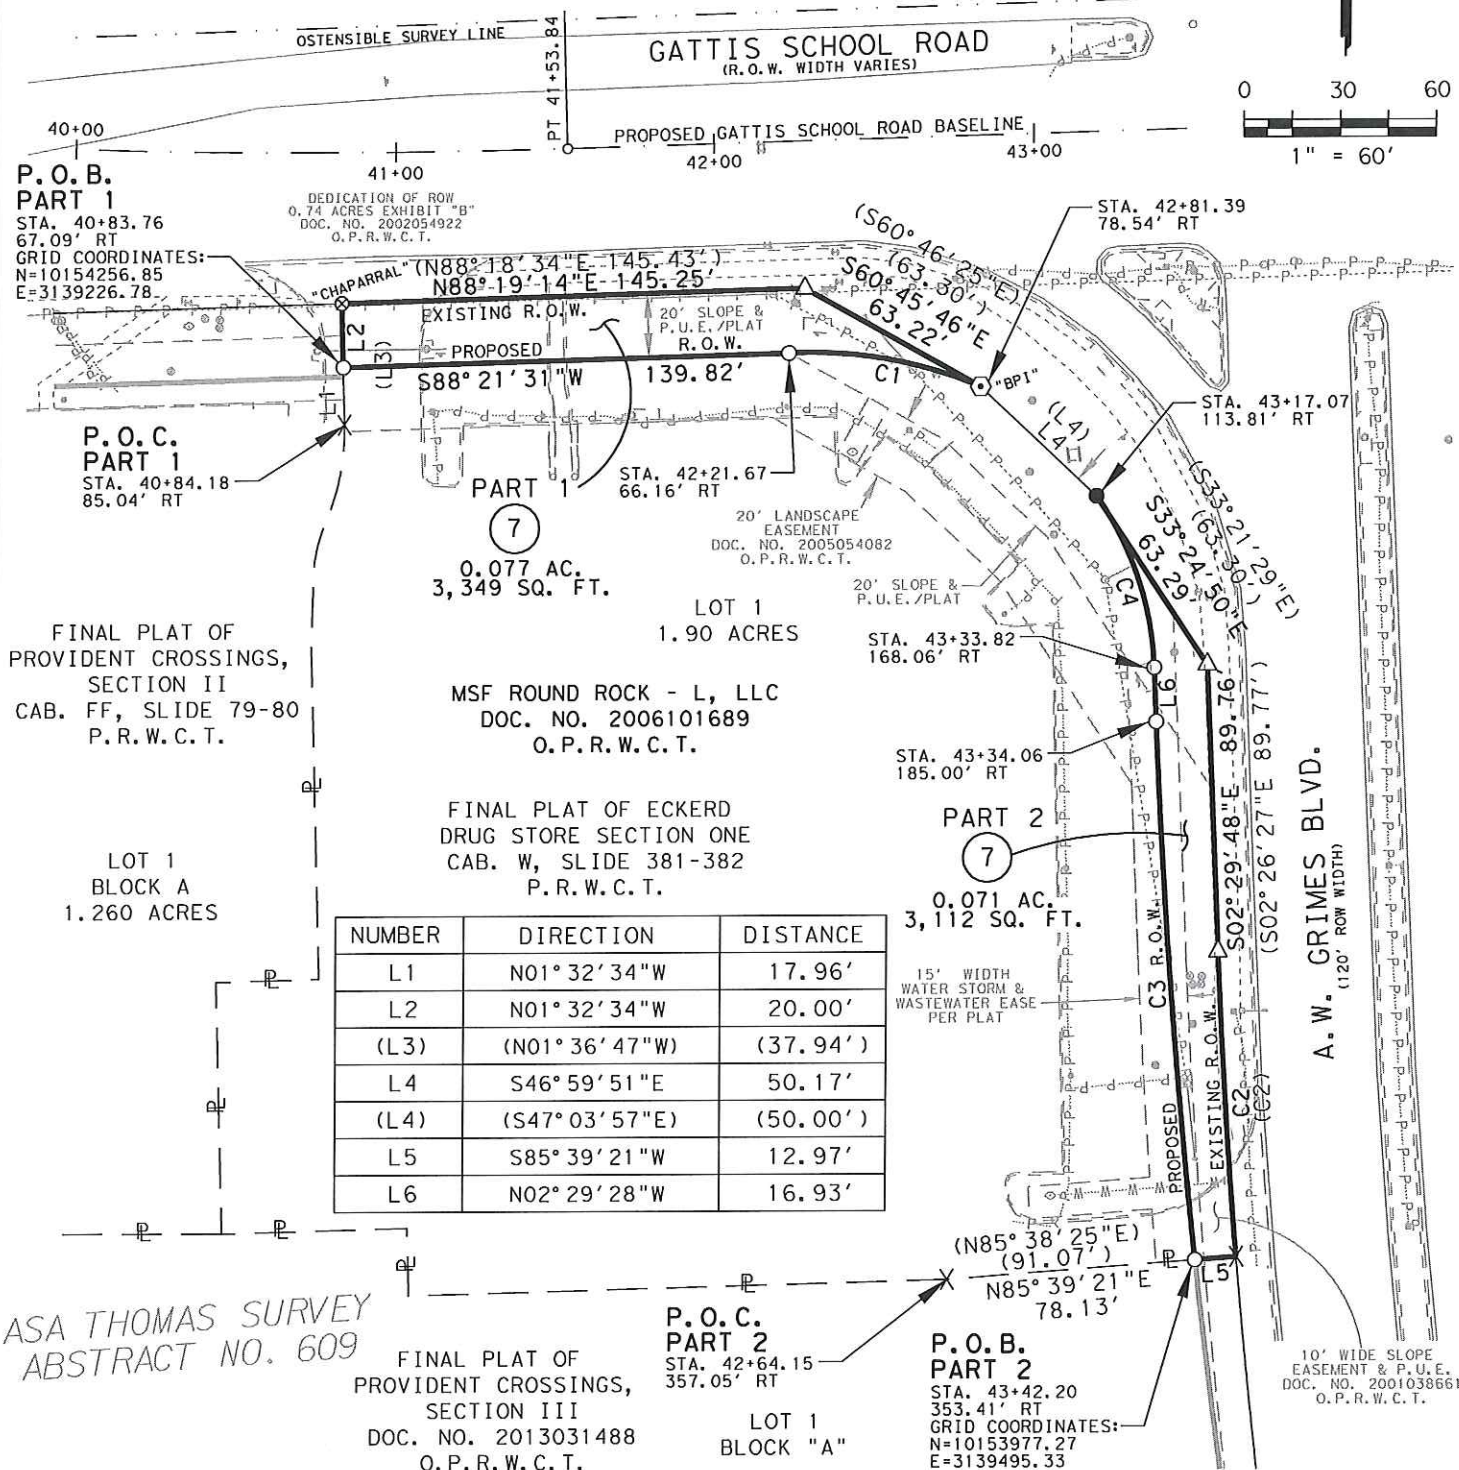 OSTENSIBLE SURVEY LINE
PT 41+53.84
GATTIS SCHOOL ROAD
(R.O.W. WIDTH VARIES)
0 30 60
1" = 60'
40+00
PROPOSED GATTIS SCHOOL ROAD BASELINE
41+00
42+00
43+00
P.O.B.
PART 1
STA. 40+83.76
67.09' RT
GRID COORDINATES:
N=10154256.85
E=3139226.78
DEDICATION OF ROW
0.74 ACRES EXHIBIT "B"
DOC. NO. 2002054922
O.P.R.W.C.T.
STA. 42+81.39
78.54' RT
"CHAPARRAL"
(N88°18'34"E 145.43')
N88°19'14"E 145.25'
EXISTING R.O.W.
(S60°46'25"E)
(63.30')
S60°45'46"E
63.22'
20' SLOPE &
P.U.E./PLAT
R.O.W.
L2
(L3)
PROPOSED
S88°21'31"W 139.82'
C1
"BPI"
L1
STA. 43+17.07
113.81' RT
(L4)
L4
P.O.C.
PART 1
STA. 40+84.18
85.04' RT
PART 1
7
0.077 AC.
3,349 SQ. FT.
STA. 42+21.67
66.16' RT
20' LANDSCAPE
EASEMENT
DOC. NO. 2005054082
O.P.R.W.C.T.
(S33°21'29"E)
(63.30')
S33°24'50"E
63.29'
20' SLOPE &
P.U.E./PLAT
C4
LOT 1
1.90 ACRES
FINAL PLAT OF
PROVIDENT CROSSINGS,
SECTION II
CAB. FF, SLIDE 79-80
P.R.W.C.T.
STA. 43+33.82
168.06' RT
L6
MSF ROUND ROCK - L, LLC
DOC. NO. 2006101689
O.P.R.W.C.T.
STA. 43+34.06
185.00' RT
S02°29'48"E 89.76
(S02°26'27"E 89.77')
A.W. GRIMES BLVD.
(120' ROW WIDTH)
FINAL PLAT OF ECKERD
DRUG STORE SECTION ONE
CAB. W, SLIDE 381-382
P.R.W.C.T.
PART 2
7
0.071 AC.
3,112 SQ. FT.
LOT 1
BLOCK A
1.260 ACRES
NUMBER DIRECTION DISTANCE
L1 N01°32'34"W 17.96'
L2 N01°32'34"W 20.00'
(L3) (N01°36'47"W) (37.94')
L4 S46°59'51"E 50.17'
(L4) (S47°03'57"E) (50.00')
L5 S85°39'21"W 12.97'
L6 N02°29'28"W 16.93'
15' WIDTH
WATER STORM &
WASTEWATER EASE
PER PLAT
PROPOSED C3 R.O.W.
EXISTING R.O.W.
C2
(C2)
(N85°38'25"E)
(91.07')
N85°39'21"E
78.13'
L5
ASA THOMAS SURVEY
ABSTRACT NO. 609
FINAL PLAT OF
PROVIDENT CROSSINGS,
SECTION III
DOC. NO. 2013031488
O.P.R.W.C.T.
P.O.C.
PART 2
STA. 42+64.15
357.05' RT
LOT 1
BLOCK "A"
P.O.B.
PART 2
STA. 43+42.20
353.41' RT
GRID COORDINATES:
N=10153977.27
E=3139495.33
10' WIDE SLOPE
EASEMENT & P.U.E.
DOC. NO. 2001038661
O.P.R.W.C.T.